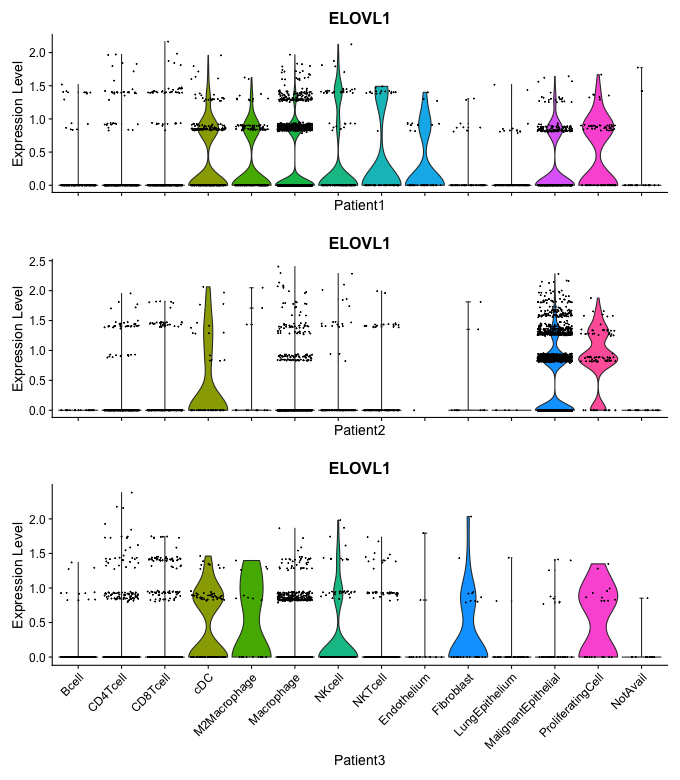 ELOVL1
Expression Level
2.0
1.5
1.0
0.5
0.0
Patient1
ELOVL1
Expression Level
2.5
2.0
1.5
1.0
0.5
0.0
Patient2
ELOVL1
Expression Level
2.0
1.5
1.0
0.5
0.0
Bcell
CD4Tcell
CD8Tcell
cDC
M2Macrophage
Macrophage
NKcell
NKTcell
Endothelium
Fibroblast
LungEpithelium
MalignantEpithelial
ProliferatingCell
NotAvail
Patient3